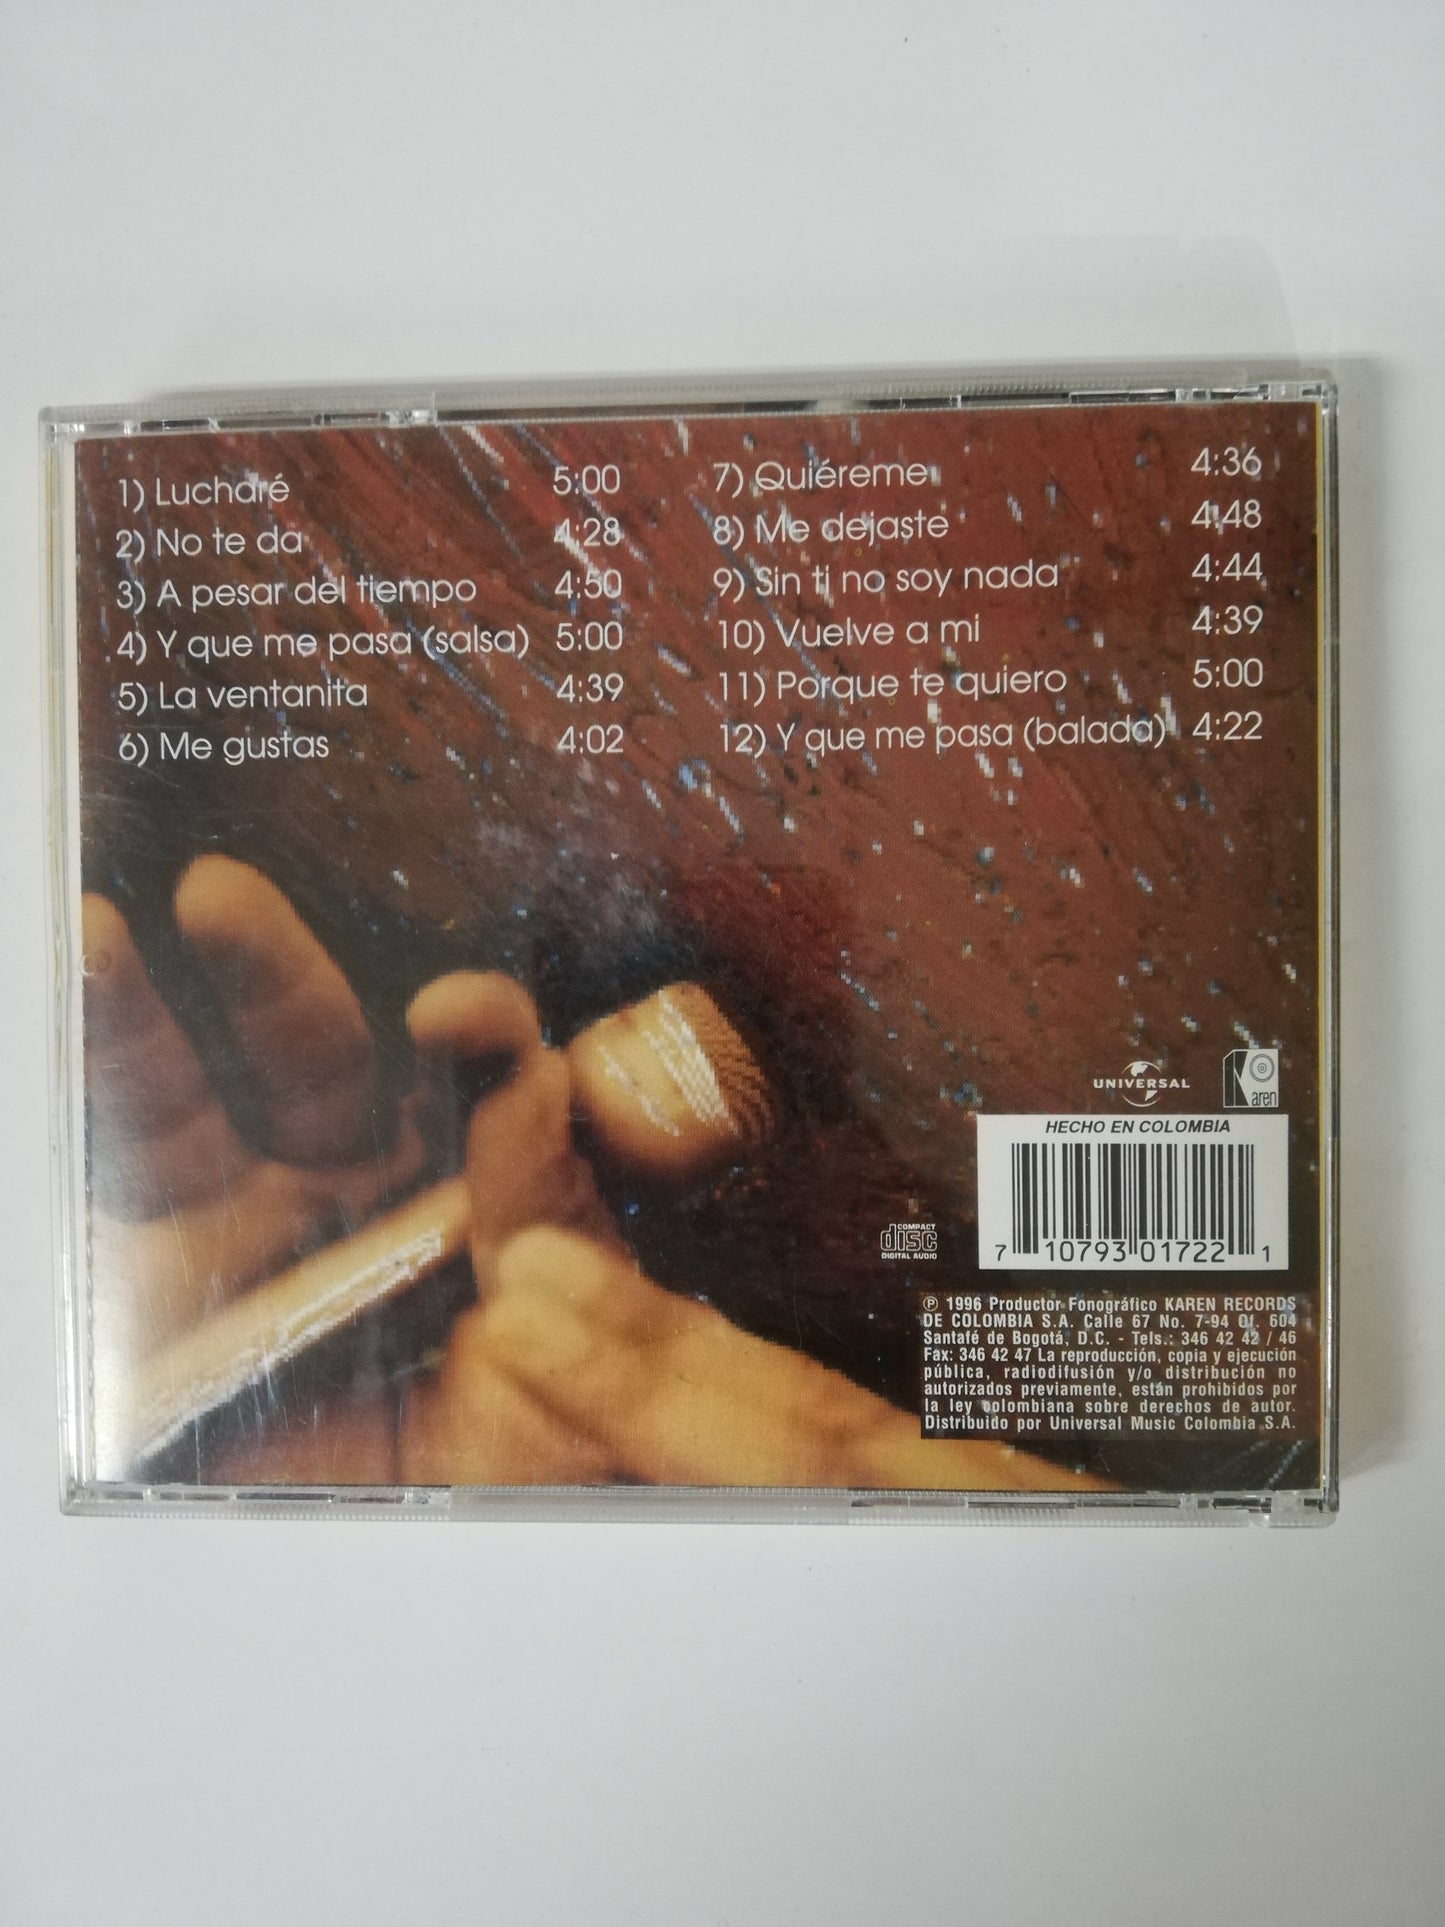 1) Lucharé 5:00
2) No te da 4:28
3) A pesar del tiempo 4:50
4) Y que me pasa (salsa) 5:00
5) La ventanita 4:39
6) Me gustas 4:02
7) Quiéreme 4:36
8) Me dejaste 4:48
9) Sin ti no soy nada 4:44
10) Vuelve a mi 4:39
11) Porque te quiero 5:00
12) Y que me pasa (balada) 4:22
UNIVERSAL
Karen
HECHO EN COLOMBIA
7 10793 01722 1
COMPACT
disc
DIGITAL AUDIO
℗ 1996 Productor Fonográfico KAREN RECORDS
DE COLOMBIA S.A. Calle 67 No. 7-94 Of. 604
Santafé de Bogotá, D.C. - Tels.: 346 42 42 / 46
Fax: 346 42 47 La reproducción, copia y ejecución
pública, radiodifusión y/o distribución no
autorizados previamente, están prohibidos por
la ley colombiana sobre derechos de autor.
Distribuido por Universal Music Colombia S.A.